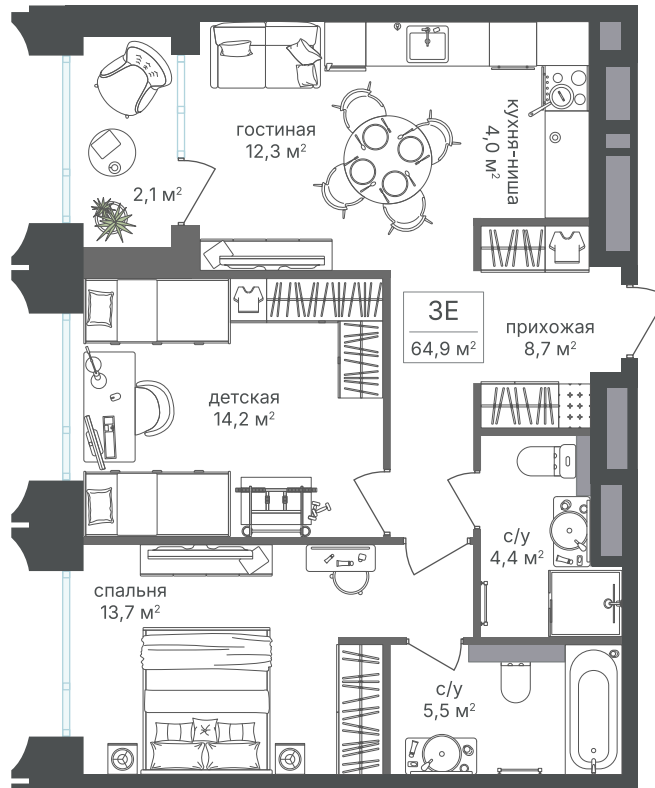 гостиная
12,3 м²
кухня-ниша
4,0 м²
2,1 м²
3Е
64,9 м²
прихожая
8,7 м²
детская
14,2 м²
с/у
4,4 м²
спальня
13,7 м²
с/у
5,5 м²